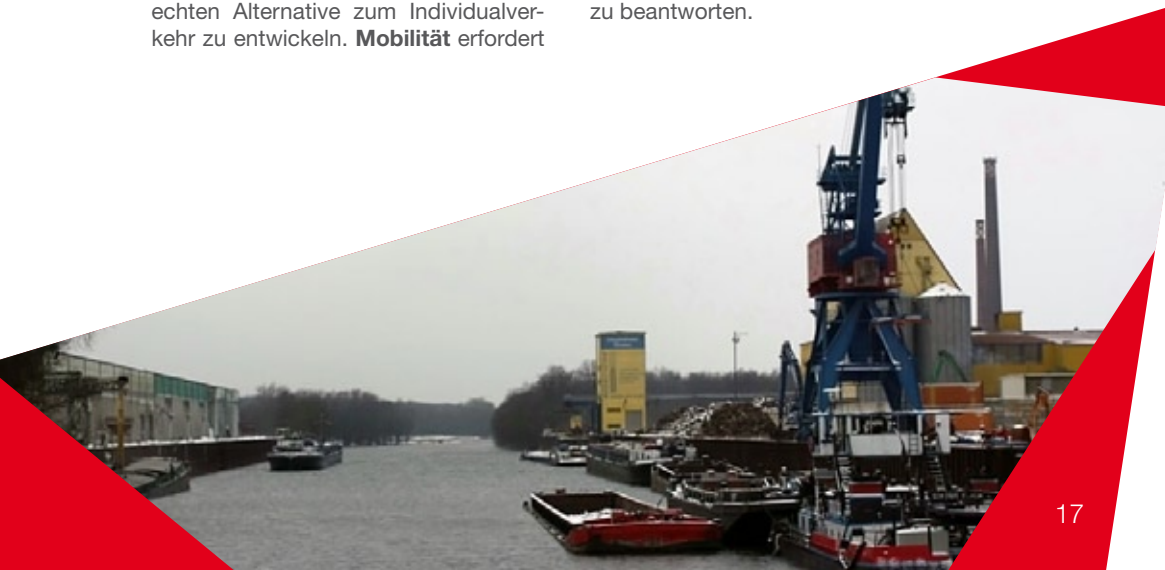 echten Alternative zum Individualver-
kehr zu entwickeln. Mobilität erfordert
zu beantworten.
17